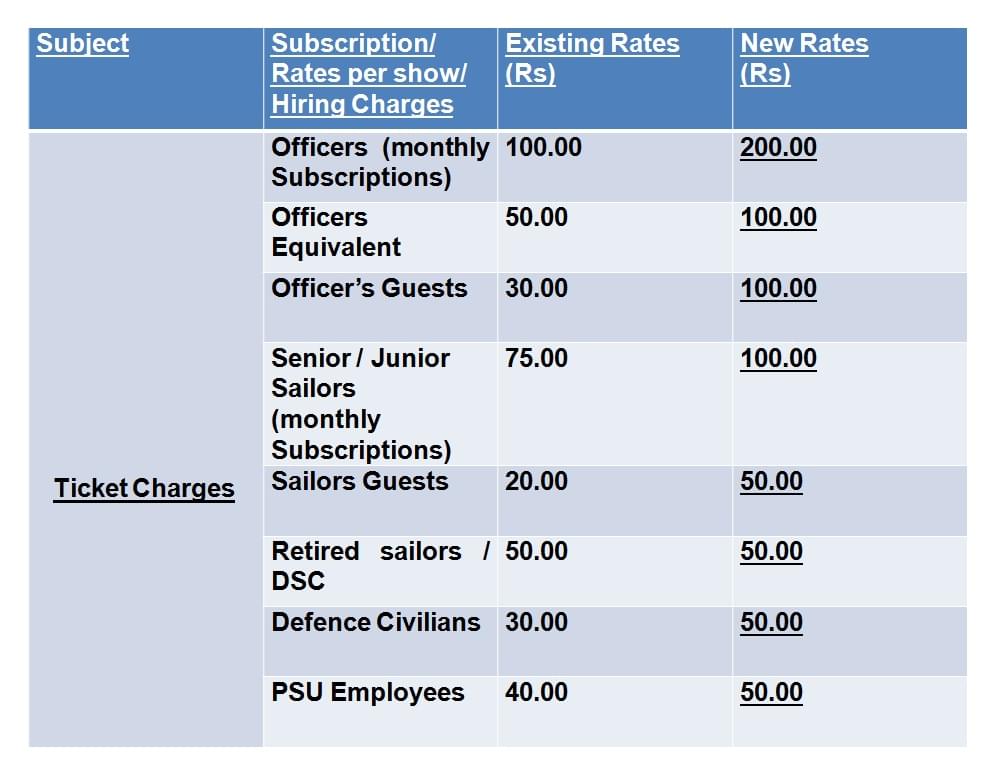 Subject
Subscription/
Rates per show/
Hiring Charges
Existing Rates
(Rs)
New Rates
(Rs)
Ticket Charges
Officers (monthly
Subscriptions)
100.00
200.00
Officers
Equivalent
50.00
100.00
Officer’s Guests
30.00
100.00
Senior / Junior
Sailors
(monthly
Subscriptions)
75.00
100.00
Sailors Guests
20.00
50.00
Retired sailors /
DSC
50.00
50.00
Defence Civilians
30.00
50.00
PSU Employees
40.00
50.00